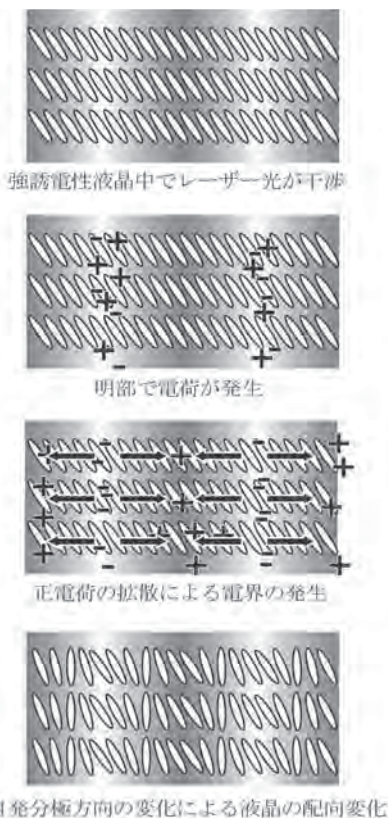 強誘電性液晶中でレーザー光が干渉
明部で電荷が発生
正電荷の拡散による電界の発生
発分極方向の変化による液晶の配向変化